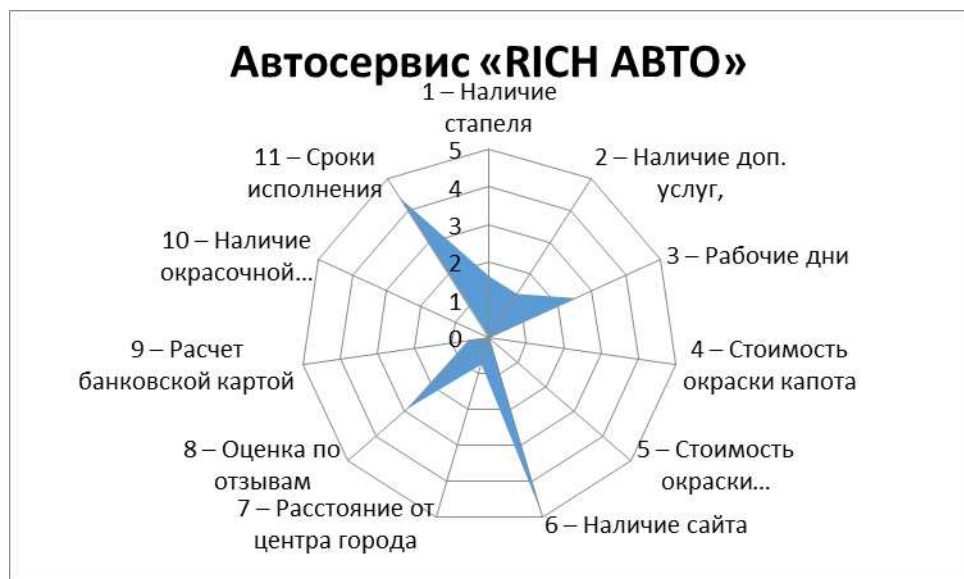 Автосервис «RICH АВТО»
1 – Наличие
стапеля
2 – Наличие доп.
услуг,
3 – Рабочие дни
4 – Стоимость
окраски капота
5 – Стоимость
окраски...
6 – Наличие сайта
7 – Расстояние от
центра города
8 – Оценка по
отзывам
9 – Расчет
банковской картой
10 – Наличие
окрасочной...
11 – Сроки
исполнения
5
4
3
2
1
0